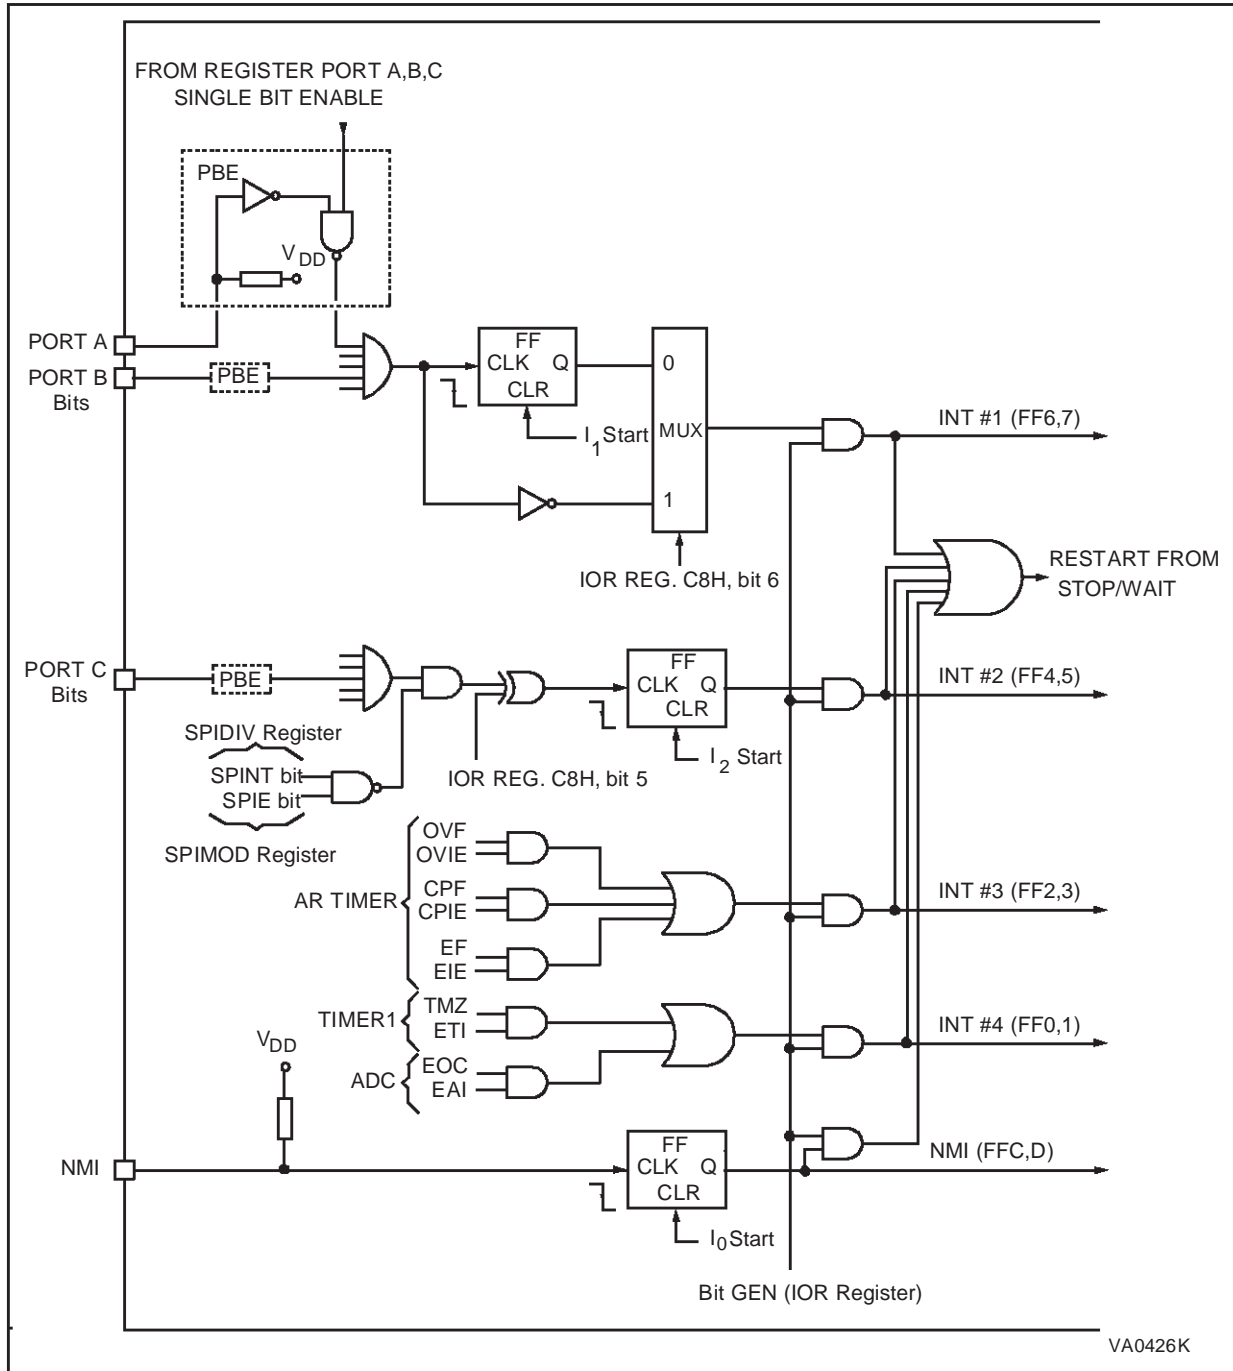 FROM REGISTER PORT A,B,C
SINGLE BIT ENABLE
PBE
VDD
PORT A
PORT B
Bits
PBE
FF
CLK Q
CLR
I1 Start
0
MUX
1
IOR REG. C8H, bit 6
INT #1 (FF6,7)
RESTART FROM
STOP/WAIT
PORT C
Bits
PBE
SPIDIV Register
SPINT bit
SPIE bit
SPIMOD Register
IOR REG. C8H, bit 5
FF
CLK Q
CLR
I2 Start
INT #2 (FF4,5)
AR TIMER
OVF
OVIE
CPF
CPIE
EF
EIE
INT #3 (FF2,3)
TIMER1
TMZ
ETI
ADC
EOC
EAI
INT #4 (FF0,1)
VDD
NMI
FF
CLK Q
CLR
I0 Start
NMI (FFC,D)
Bit GEN (IOR Register)
VA0426K